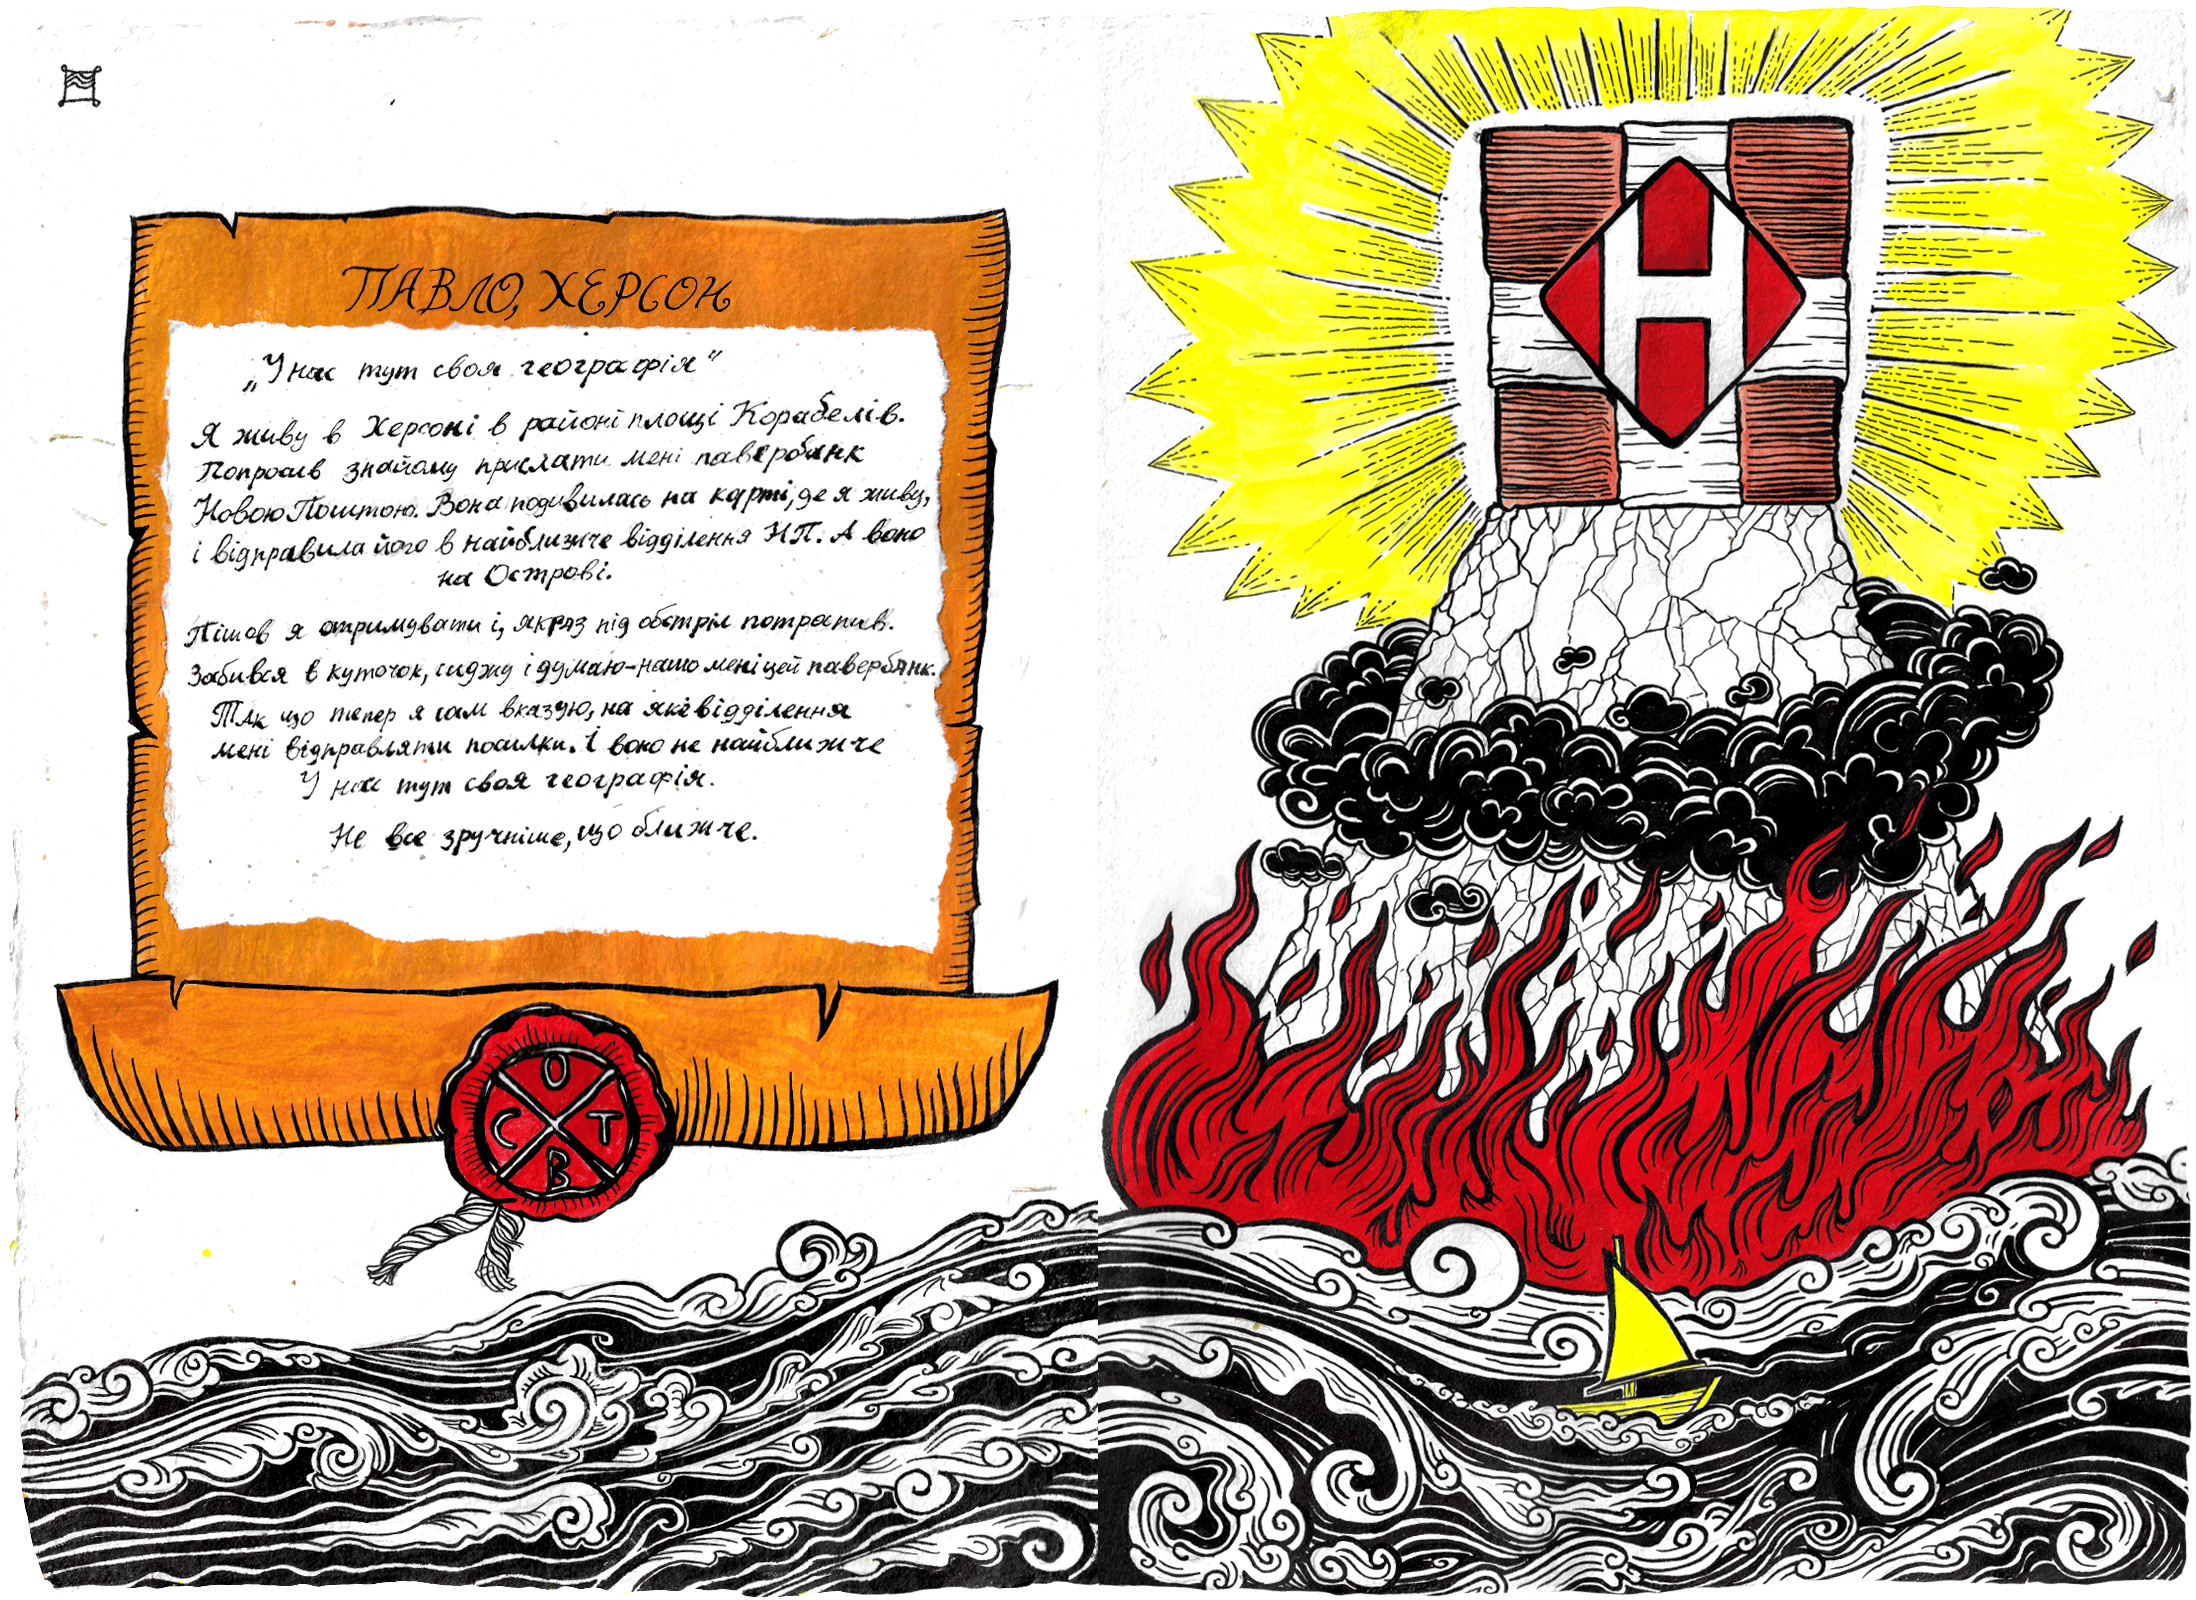 ПАВЛО, ХЕРСОН
„У нас тут своя географія“
Я живу в Херсоні в районі площі Корабелів.
Попросив знайому прислати мені павербанк
Новою Поштою. Вона подивилась на карті, де я живу,
і відправила його в найближче відділення НП. А воно
на Острові.
Пішов я отримувати і, якраз під обстріл потрапив.
Забився в куточок, сиджу і думаю-нашо мені цей павербанк.
Так що тепер я сам вказую, на яке відділення
мені відправляти посилки. І воно не найближче
У нас тут своя географія.
Не все зручніше, що ближче.
О
С Т
В
Н